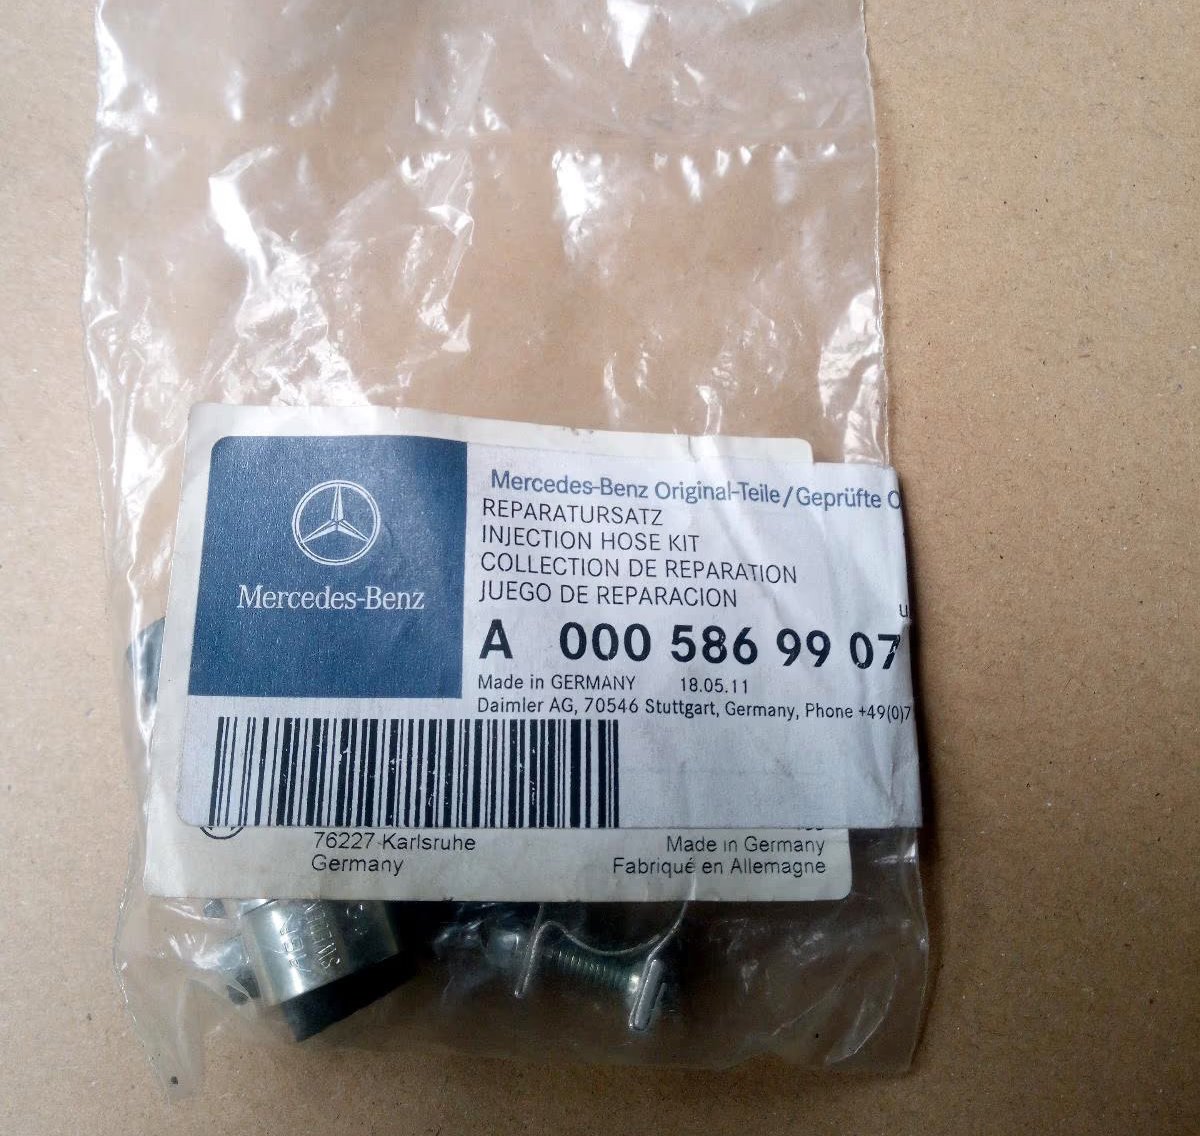 Mercedes-Benz
Mercedes-Benz Original-Teile/Geprüfte
REPARATURSATZ
INJECTION HOSE KIT
COLLECTION DE REPARATION
JUEGO DE REPARACION
A 000 586 99 07
Made in GERMANY 18.05.11
Daimler AG, 70546 Stuttgart, Germany, Phone +49(0)7
76227 Karlsruhe
Germany
Made in Germany
Fabriqué en Allemagne